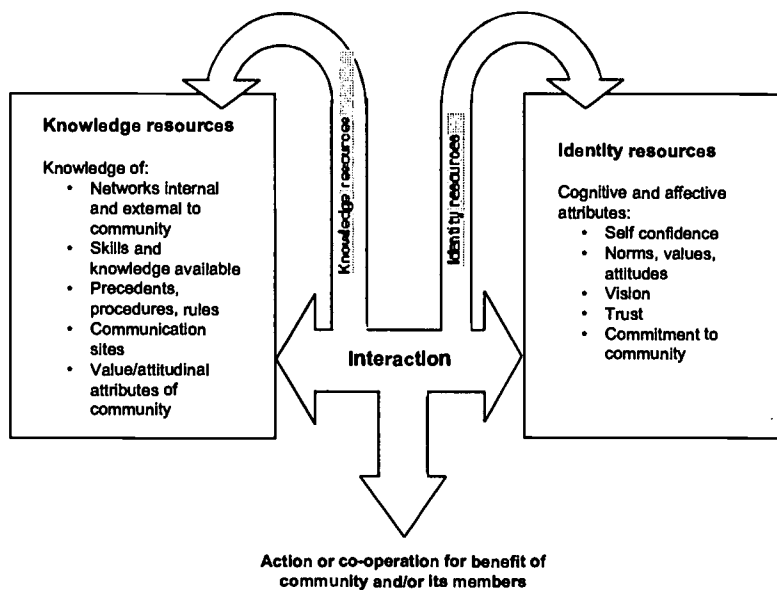 Knowledge resources
Knowledge of:
• Networks internal
and external to
community
• Skills and
knowledge available
• Precedents,
procedures, rules
• Communication
sites
• Value/attitudinal
attributes of
community
Knowledge resources
Identity resources
Identity resources
Cognitive and affective
attributes:
• Self confidence
• Norms, values,
attitudes
• Vision
• Trust
• Commitment to
community
Interaction
Action or co-operation for benefit of
community and/or its members